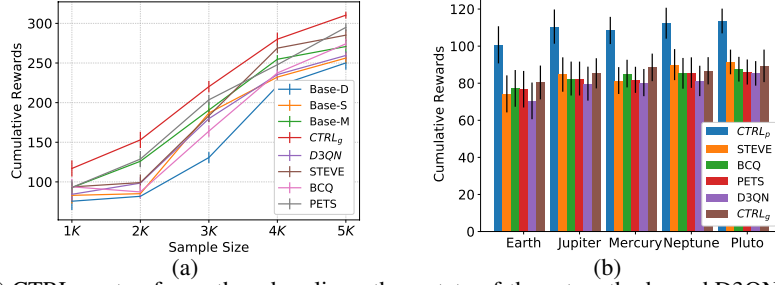 Cumulative Rewards
300
250
200
150
100
1K
2K
3K
4K
5K
Sample Size
Base-D
Base-S
Base-M
CTRLg
D3QN
STEVE
BCQ
PETS
(a)
Cumulative Rewards
120
100
80
60
40
20
0
Earth
Jupiter
Mercury
Neptune
Pluto
CTRLp
STEVE
BCQ
PETS
D3QN
CTRLg
(b)